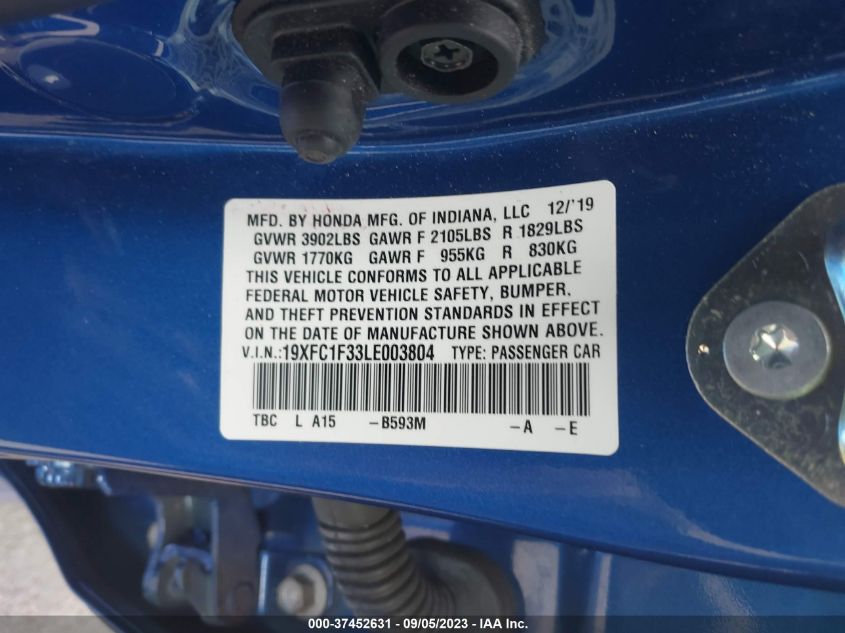 MFD. BY HONDA MFG. OF INDIANA, LLC 12/'19
GVWR 3902LBS GAWR F 2105LBS R 1829LBS
GVWR 1770KG GAWR F 955KG R 830KG
THIS VEHICLE CONFORMS TO ALL APPLICABLE
FEDERAL MOTOR VEHICLE SAFETY, BUMPER,
AND THEFT PREVENTION STANDARDS IN EFFECT
ON THE DATE OF MANUFACTURE SHOWN ABOVE.
V.I.N.:19XFC1F33LE003804 TYPE: PASSENGER CAR
TBC L A15 -B593M -A -E
000-37452631 - 09/05/2023 - IAA Inc.